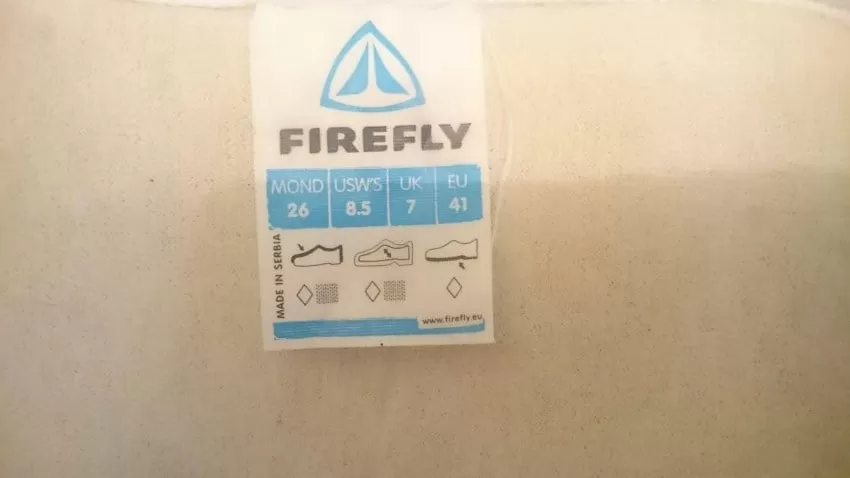 FIREFLY
MOND USW'S UK EU
26 8.5 7 41
MADE IN SERBIA
www.firefly.eu